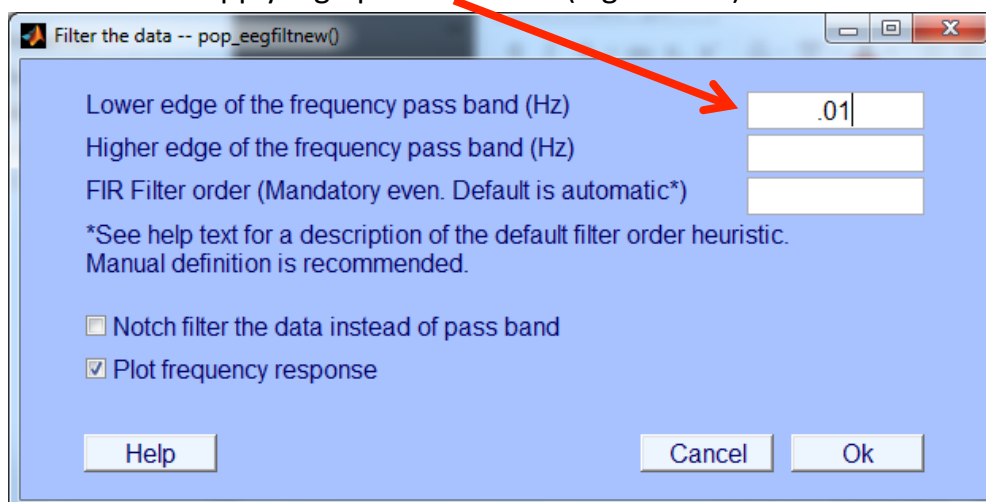 Filter the data -- pop_eegfiltnew()
Lower edge of the frequency pass band (Hz) .01
Higher edge of the frequency pass band (Hz)
FIR Filter order (Mandatory even. Default is automatic*)
*See help text for a description of the default filter order heuristic.
Manual definition is recommended.
Notch filter the data instead of pass band
Plot frequency response
Help Cancel Ok